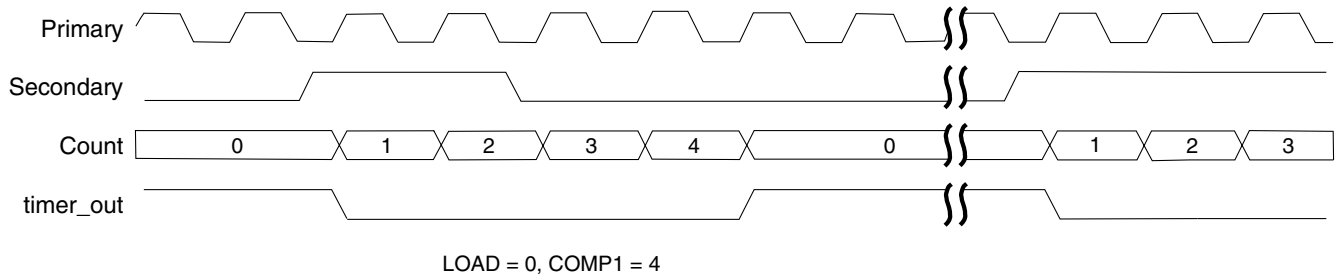 Primary
Secondary
Count 0 1 2 3 4 0 1 2 3
timer_out
LOAD = 0, COMP1 = 4